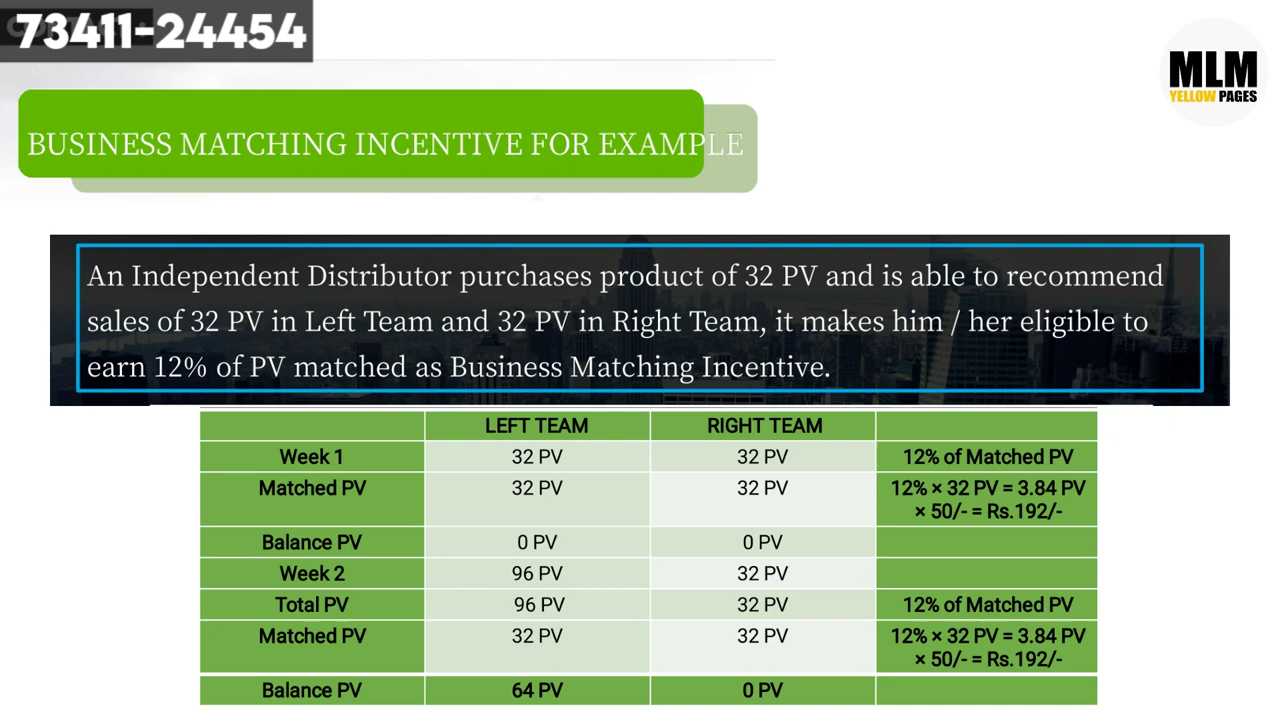 73411-24454
MLM
YELLOW PAGES
BUSINESS MATCHING INCENTIVE FOR EXAMPLE
An Independent Distributor purchases product of 32 PV and is able to recommend
sales of 32 PV in Left Team and 32 PV in Right Team, it makes him / her eligible to
earn 12% of PV matched as Business Matching Incentive.
LEFT TEAM RIGHT TEAM
Week 1 32 PV 32 PV 12% of Matched PV
Matched PV 32 PV 32 PV 12% × 32 PV = 3.84 PV
× 50/- = Rs.192/-
Balance PV 0 PV 0 PV
Week 2 96 PV 32 PV
Total PV 96 PV 32 PV 12% of Matched PV
Matched PV 32 PV 32 PV 12% × 32 PV = 3.84 PV
× 50/- = Rs.192/-
Balance PV 64 PV 0 PV